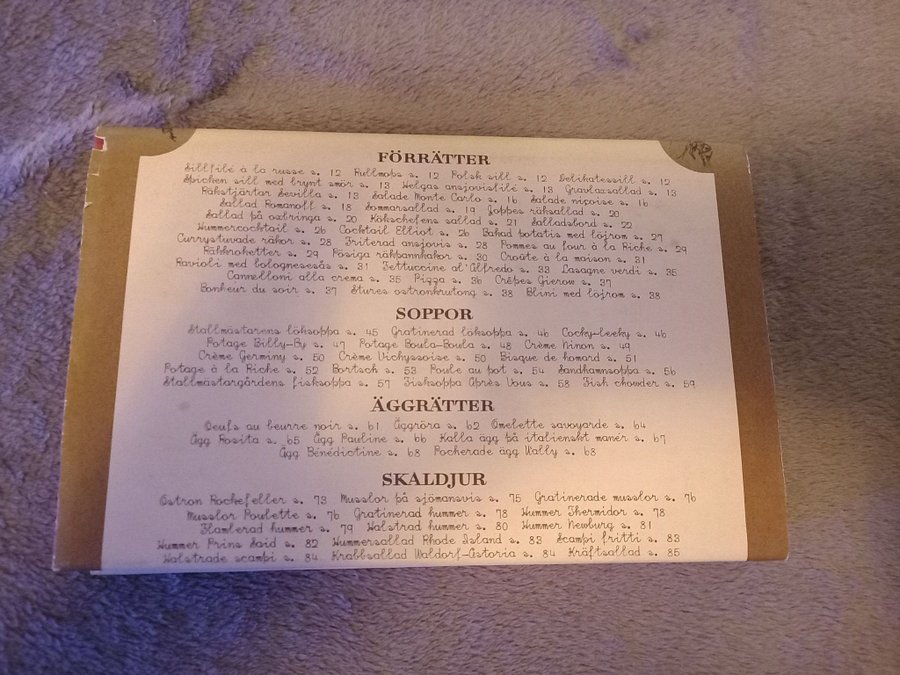 FÖRRÄTTER
Sillfilé à la russe s. 12 Rullmops s. 12 Polsk sill s. 12 Delikatessill s. 12
Spicken sill med brynt smör s. 13 Helgas ansjovisfilé s. 13 Gravlaxsallad s. 13
Räkstjärtar Sevilla s. 13 Salade Monte Carlo s. 16 Salade niçoise s. 16
Sallad Romanoff s. 18 Sommarsallad s. 19 Joppes räksallad s. 20
Sallad på oxbringa s. 20 Kökschefens sallad s. 21 Salladsbord s. 22
Hummercocktail s. 26 Cocktail Elliot s. 26 Bakad potatis med löjrom s. 27
Currystuvade räkor s. 28 Friterad ansjovis s. 28 Pommes au four à la Riche s. 29
Räkkroketter s. 29 Posiga räkpannkakor s. 30 Croûte à la maison s. 31
Ravioli med bolognesesås s. 31 Fettuccine al'Alfredo s. 33 Lasagne verdi s. 35
Cannelloni alla crema s. 35 Pizza s. 36 Crêpes Gierow s. 37
Bonheur du soir s. 37 Stures ostronkrutong s. 38 Blini med löjrom s. 38
SOPPOR
Stallmästarens löksoppa s. 45 Gratinerad löksoppa s. 46 Cocky-leeky s. 46
Potage Billy-By s. 47 Potage Boula-Boula s. 48 Crème Ninon s. 49
Crème Germiny s. 50 Crème Vichyssoise s. 50 Bisque de homard s. 51
Potage à la Riche s. 52 Bortsch s. 53 Poule au pot s. 54 Sandhamnsoppa s. 56
Stallmästargårdens fisksoppa s. 57 Fisksoppa Après Vous s. 58 Fish chowder s. 59
ÄGGRÄTTER
Oeufs au beurre noir s. 61 Äggröra s. 62 Omelette savoyarde s. 64
Ägg Rosita s. 65 Ägg Pauline s. 66 Kalla ägg på italienskt maner s. 67
Ägg Bénédictine s. 68 Pocherade ägg Wally s. 68
SKALDJUR
Ostron Rockefeller s. 73 Musslor på sjömansvis s. 75 Gratinerade musslor s. 76
Musslor Poulette s. 76 Gratinerad hummer s. 78 Hummer Thermidor s. 78
Flamberad hummer s. 79 Halstrad hummer s. 80 Hummer Newburg s. 81
Hummer Prins Said s. 82 Hummersallad Rhode Island s. 83 Scampi fritti s. 83
Halstrade scampi s. 84 Krabbsallad Waldorf-Astoria s. 84 Kräftsallad s. 85